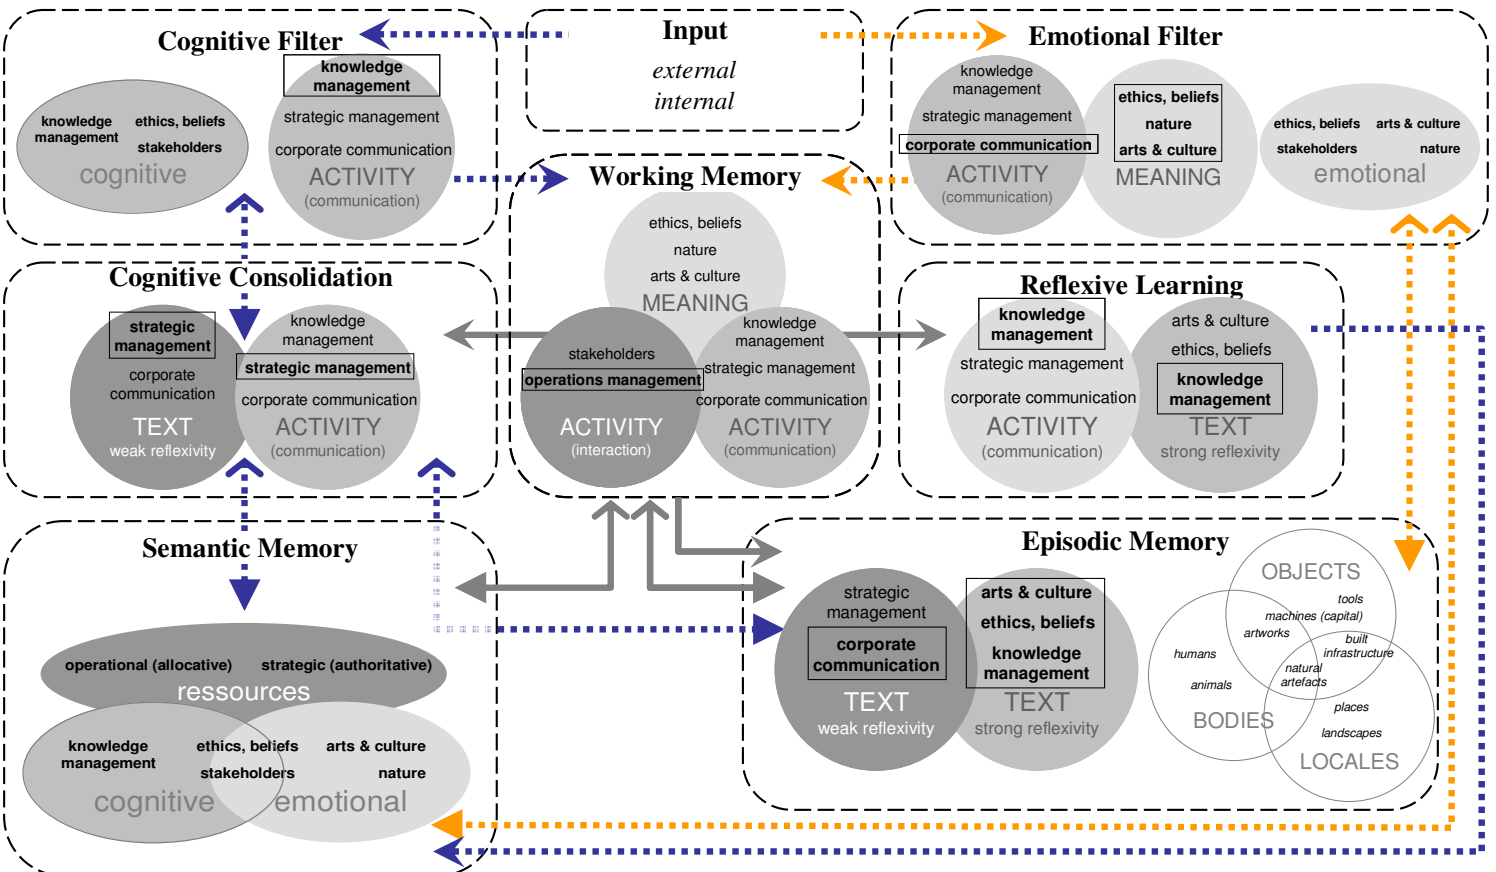 Cognitive Filter
knowledge
management
ethics, beliefs
stakeholders
cognitive
knowledge
management
strategic management
corporate communication
ACTIVITY
(communication)
Input
external
internal
Emotional Filter
knowledge
management
strategic management
corporate communication
ACTIVITY
(communication)
ethics, beliefs
nature
arts & culture
MEANING
ethics, beliefs
arts & culture
stakeholders
nature
emotional
Working Memory
ethics, beliefs
nature
arts & culture
MEANING
stakeholders
operations management
ACTIVITY
(interaction)
knowledge
management
strategic management
corporate communication
ACTIVITY
(communication)
Cognitive Consolidation
strategic
management
corporate
communication
TEXT
weak reflexivity
knowledge
management
strategic management
corporate communication
ACTIVITY
(communication)
Reflexive Learning
knowledge
management
strategic management
corporate communication
ACTIVITY
(communication)
arts & culture
ethics, beliefs
knowledge
management
TEXT
strong reflexivity
Semantic Memory
operational (allocative)
strategic (authoritative)
ressources
knowledge
management
ethics, beliefs
stakeholders
arts & culture
nature
cognitive
emotional
Episodic Memory
strategic
management
corporate
communication
TEXT
weak reflexivity
arts & culture
ethics, beliefs
knowledge
management
TEXT
strong reflexivity
OBJECTS
tools
machines (capital)
artworks
built
infrastructure
humans
natural
artefacts
animals
BODIES
places
landscapes
LOCALES